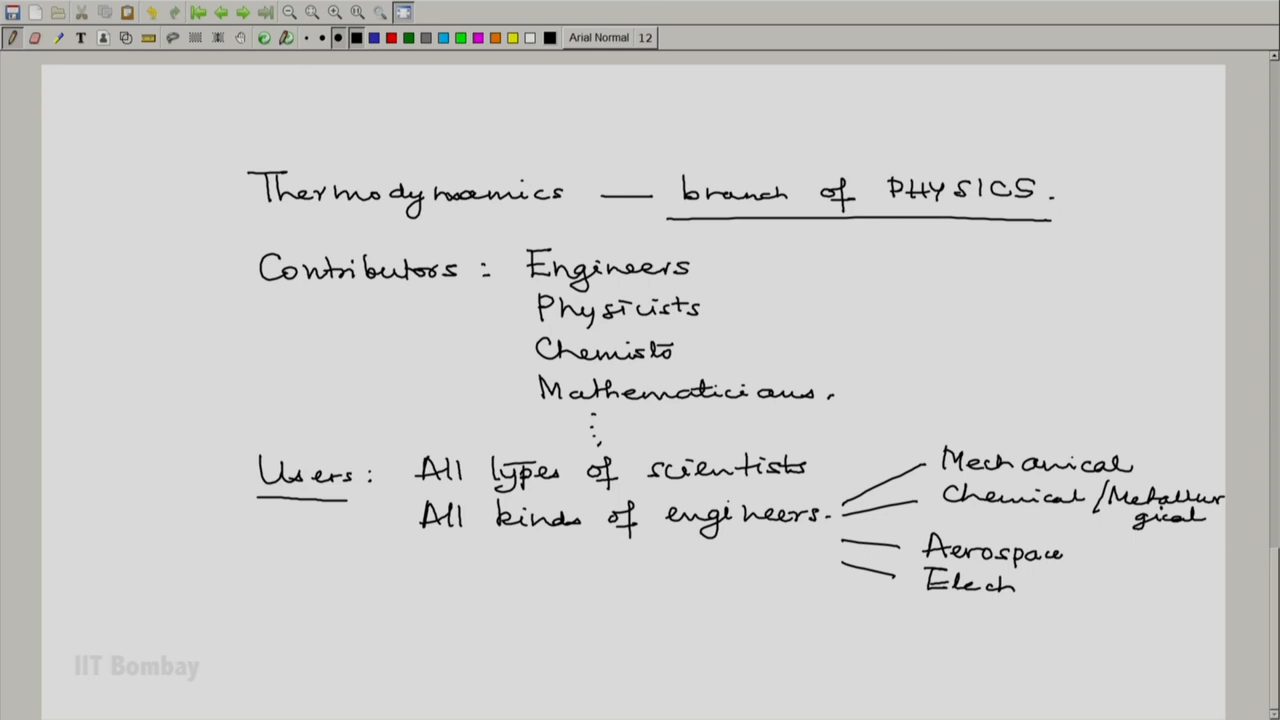 Arial Normal 12
Thermodynamics — branch of PHYSICS.
Contributors : Engineers
Physicists
Chemists
Mathematicians.
Users : All types of scientists
All kinds of engineers.
Mechanical
Chemical/Metallur
gical
Aerospace
Elech
IIT Bombay